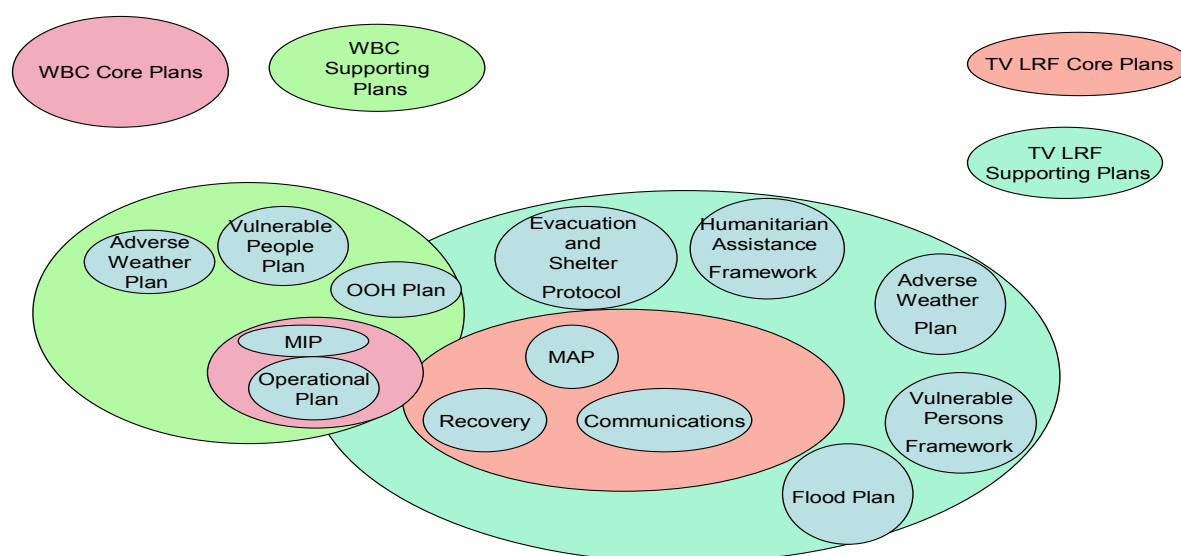 WBC Core Plans
WBC
Supporting
Plans
TV LRF Core Plans
TV LRF
Supporting Plans
Adverse
Weather
Plan
Vulnerable
People
Plan
OOH Plan
MIP
Operational
Plan
Evacuation
and
Shelter
Protocol
Humanitarian
Assistance
Framework
Adverse
Weather
Plan
MAP
Recovery
Communications
Vulnerable
Persons
Framework
Flood Plan